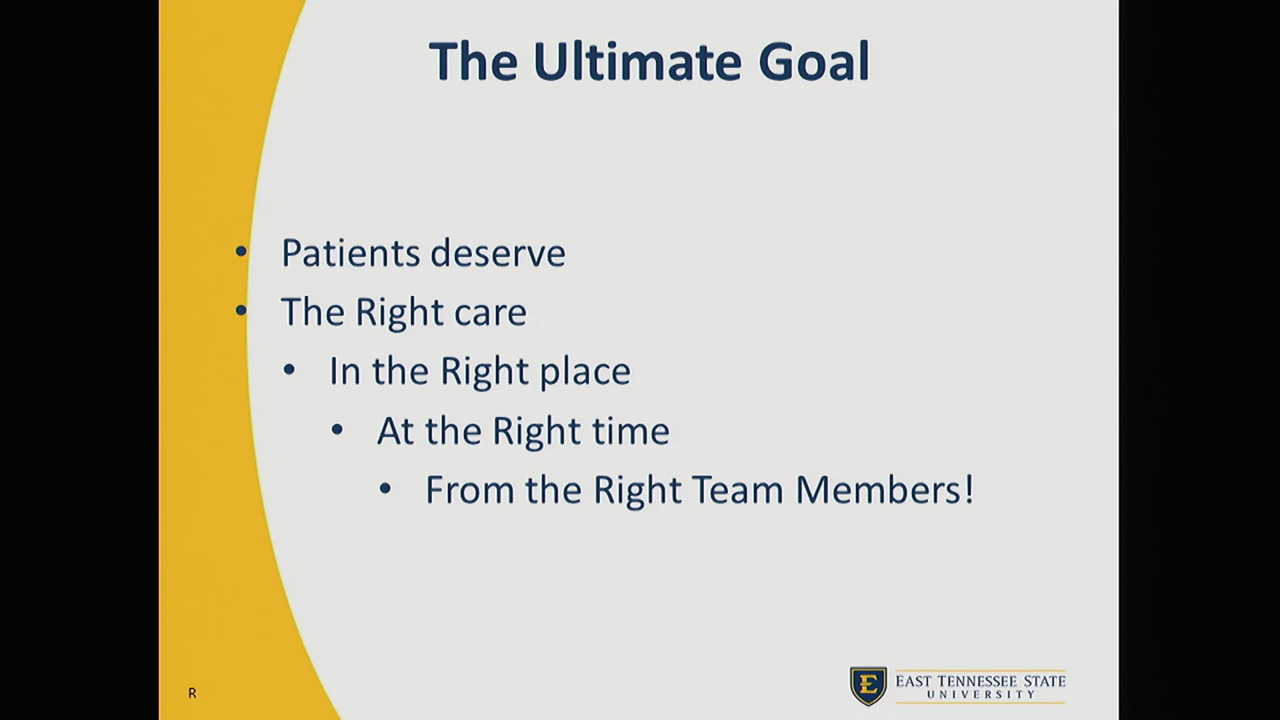 The Ultimate Goal
• Patients deserve
• The Right care
• In the Right place
• At the Right time
• From the Right Team Members!
R
E
EAST TENNESSEE STATE
UNIVERSITY